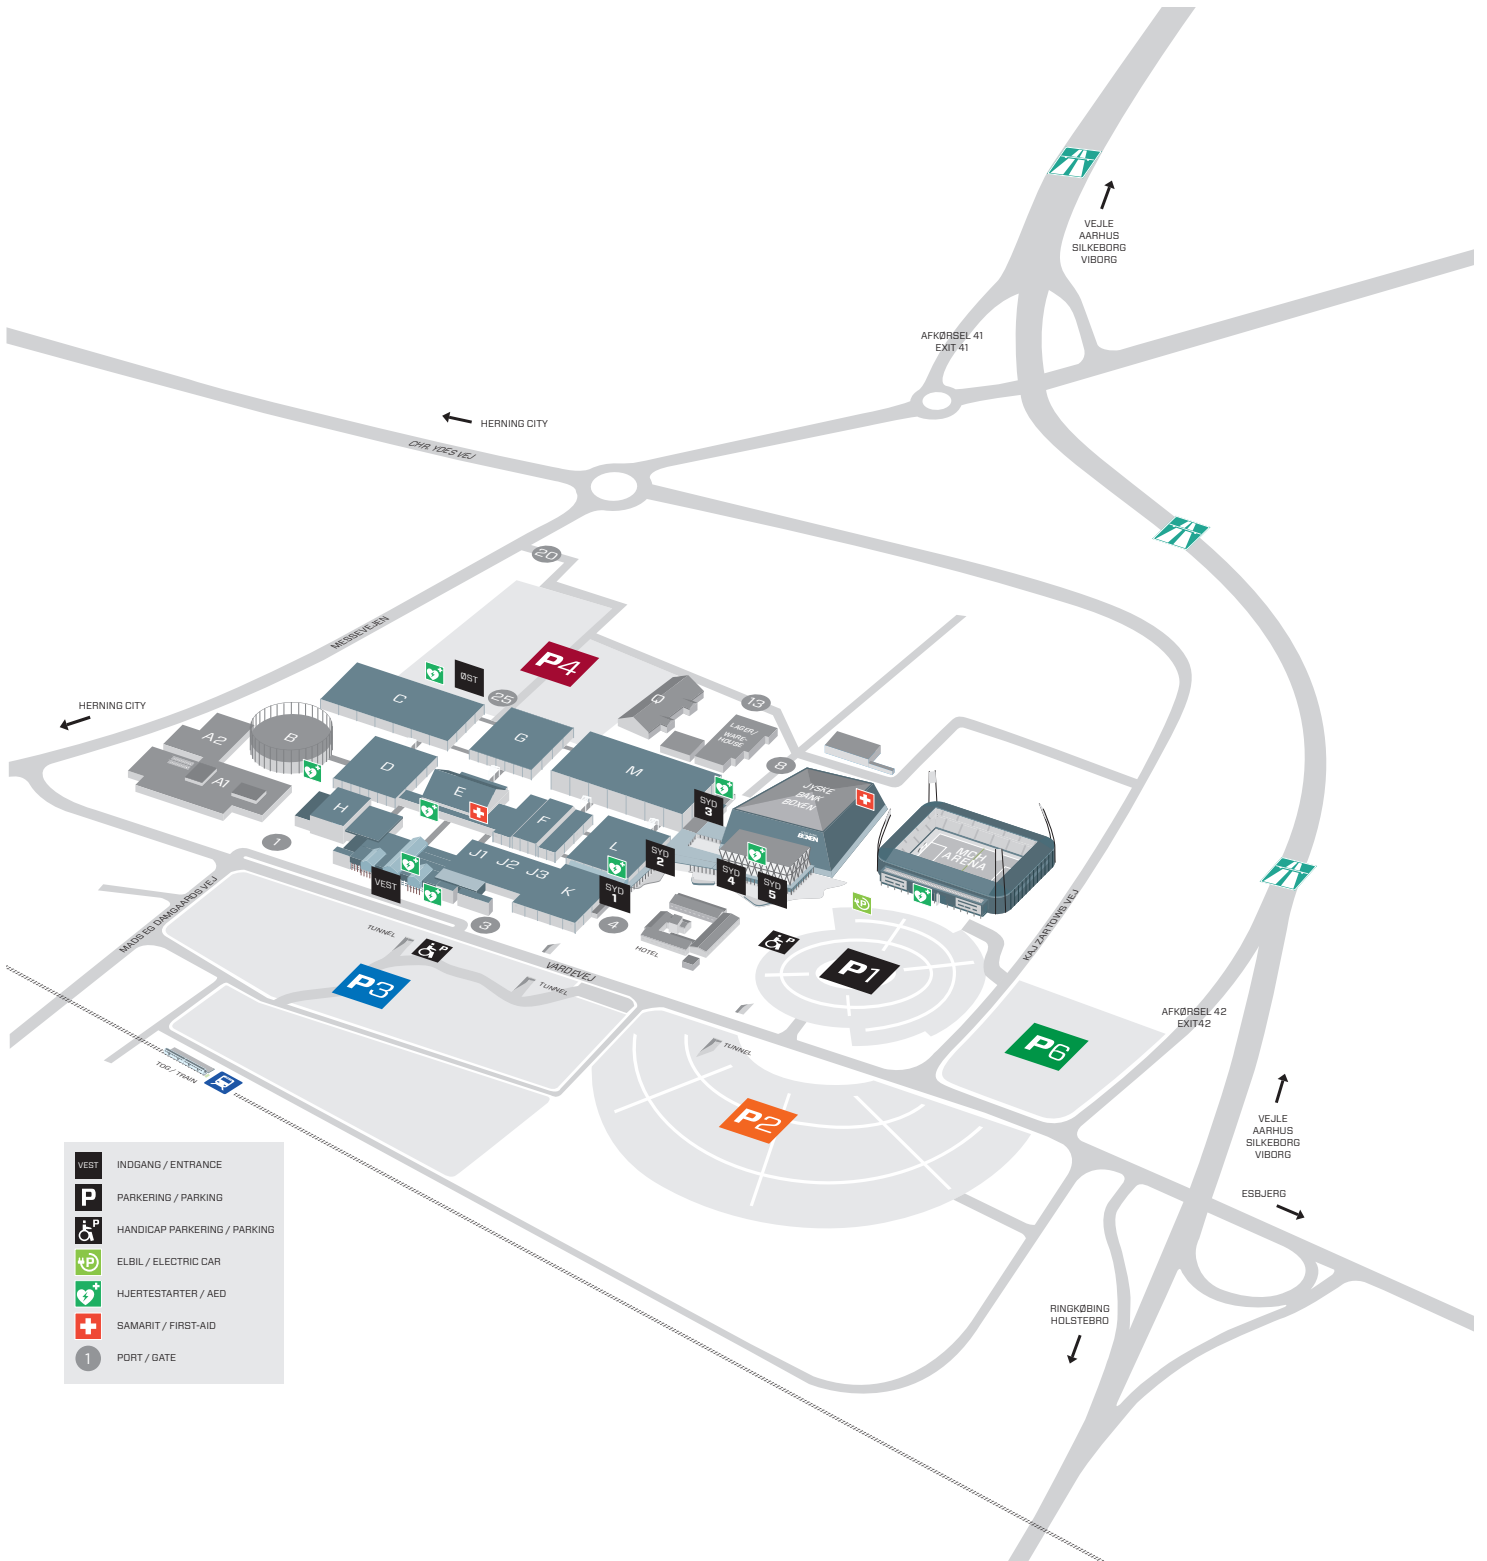 VEJLE
AARHUS
SILKEBORG
VIBORG
AFKØRSEL 41
EXIT 41
HERNING CITY
CHR. YDES VEJ
20
MESSEVEJEN
P4
ØST
25
C
Q
13
HERNING CITY
A2
B
G
LAGER/
WARE-
HOUSE
8
D
M
A1
E
JYSKE
BANK
BOXEN
H
SYD
3
F
BOXEN
1
J1
J2
J3
L
SYD
2
MCH
ARENA
VEST
K
SYD
1
SYD
4
SYD
5
MADS EG DAMGAARDS VEJ
3
4
KAJ ZARTOWS VEJ
TUNNEL
P
HOTEL
P
P
VARDEVEJ
P1
P3
TUNNEL
AFKØRSEL 42
EXIT42
P6
TUNNEL
TOG / TRAIN
P2
VEJLE
AARHUS
SILKEBORG
VIBORG
ESBJERG
RINGKØBING
HOLSTEBRO
VEST INDGANG / ENTRANCE
P PARKERING / PARKING
P HANDICAP PARKERING / PARKING
P ELBIL / ELECTRIC CAR
HJERTESTARTER / AED
SAMARIT / FIRST-AID
1 PORT / GATE